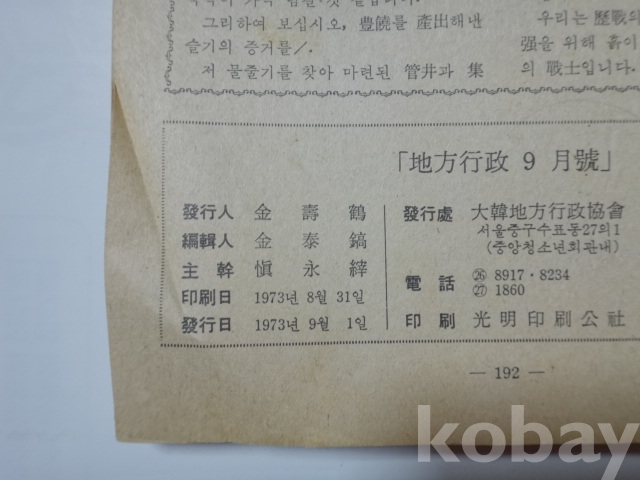 그리하여 보십시오, 豊饒를 産出해낸
슬기의 증거를/.
저 물줄기를 찾아 마련된 管井과 集
우리는 歷戰의
强을 위해 흙이
의 戰士입니다.
「地方行政 9 月號」
發行人 金壽鶴
編輯人 金泰鎬
主幹 愼永
印刷日 1973년 8월 31일
發行日 1973년 9월 1일
發行處 大韓地方行政協會
서울중구수표동27의1
(중앙청소년회관내)
電話 ㉖ 8917・8234
㉗ 1860
印刷 光明印刷公社
— 192 —
kobay